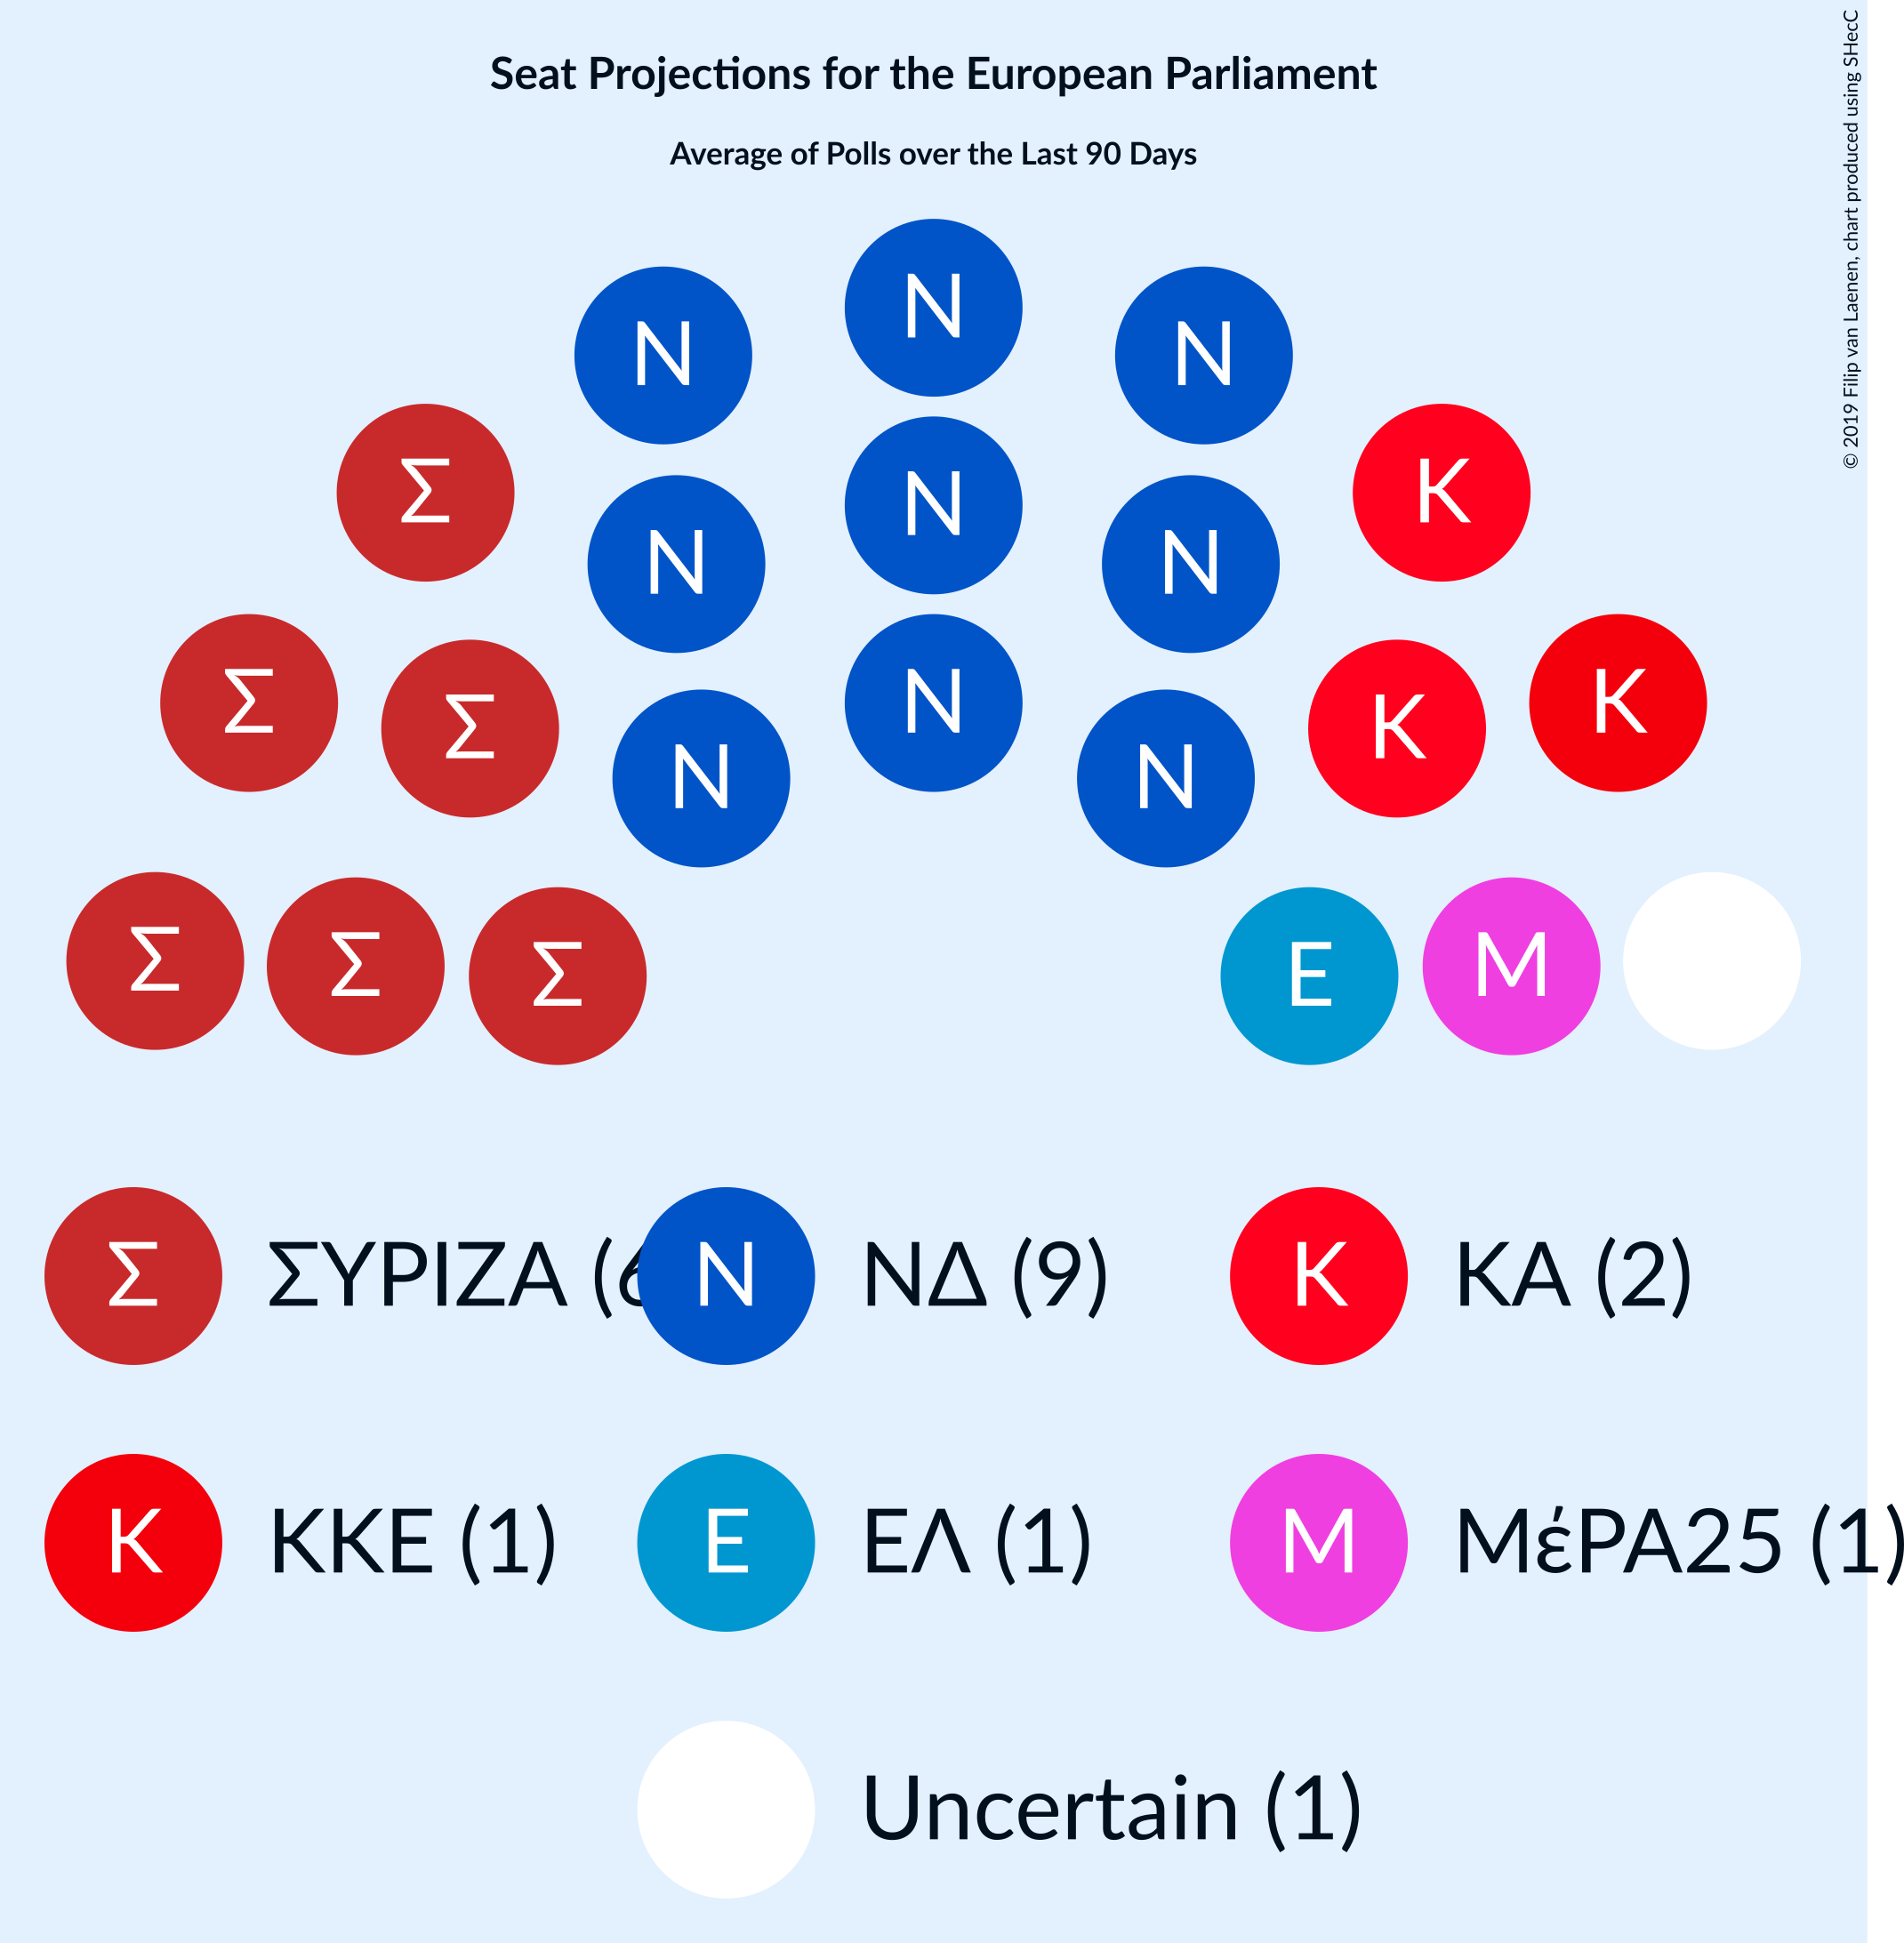 Seat Projections for the European Parliament
Average of Polls over the Last 90 Days
© 2019 Filip van Laenen, chart produced using SHecC
N
N N
Σ K
N
N N
Σ N K
Σ K
N N
Σ Σ Σ E M
Σ ΣΥΡΙΖΑ (6 N ΝΔ (9) K ΚΑ (2)
K ΚΚΕ (1) E ΕΛ (1) M ΜέΡΑ25 (1)
Uncertain (1)